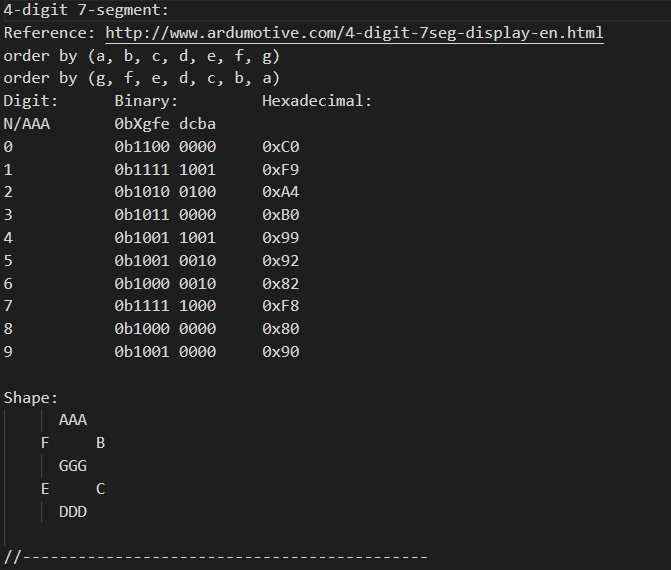 4-digit 7-segment:
Reference: http://www.ardumotive.com/4-digit-7seg-display-en.html
order by (a, b, c, d, e, f, g)
order by (g, f, e, d, c, b, a)
Digit:      Binary:         Hexadecimal:
N/AAA       0bXgfe dcba
0           0b1100 0000     0xC0
1           0b1111 1001     0xF9
2           0b1010 0100     0xA4
3           0b1011 0000     0xB0
4           0b1001 1001     0x99
5           0b1001 0010     0x92
6           0b1000 0010     0x82
7           0b1111 1000     0xF8
8           0b1000 0000     0x80
9           0b1001 0000     0x90
Shape:
      AAA
    F     B
      GGG
    E     C
      DDD
//--------------------------------------------